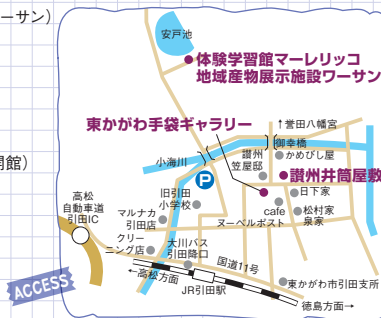 ーサン)
安戸池
体験学習館マーレリッコ
地域産物展示施設ワーサン
東かがわ手袋ギャラリー
↑誉田八幡宮
御幸橋
小海川
讃州
笠屋邸
かめびし屋
開館)
P
讃州井筒屋敷
高松
自動車道
引田IC
旧引田
小学校
日下家
マルナカ
引田店
cafe
ヌーベルポスト
松村家
泉家
クリー
ニング店
大川バス
引田降口
国道11号
ACCESS
←高松方面
JR引田駅
東かがわ市引田支所
徳島方面→